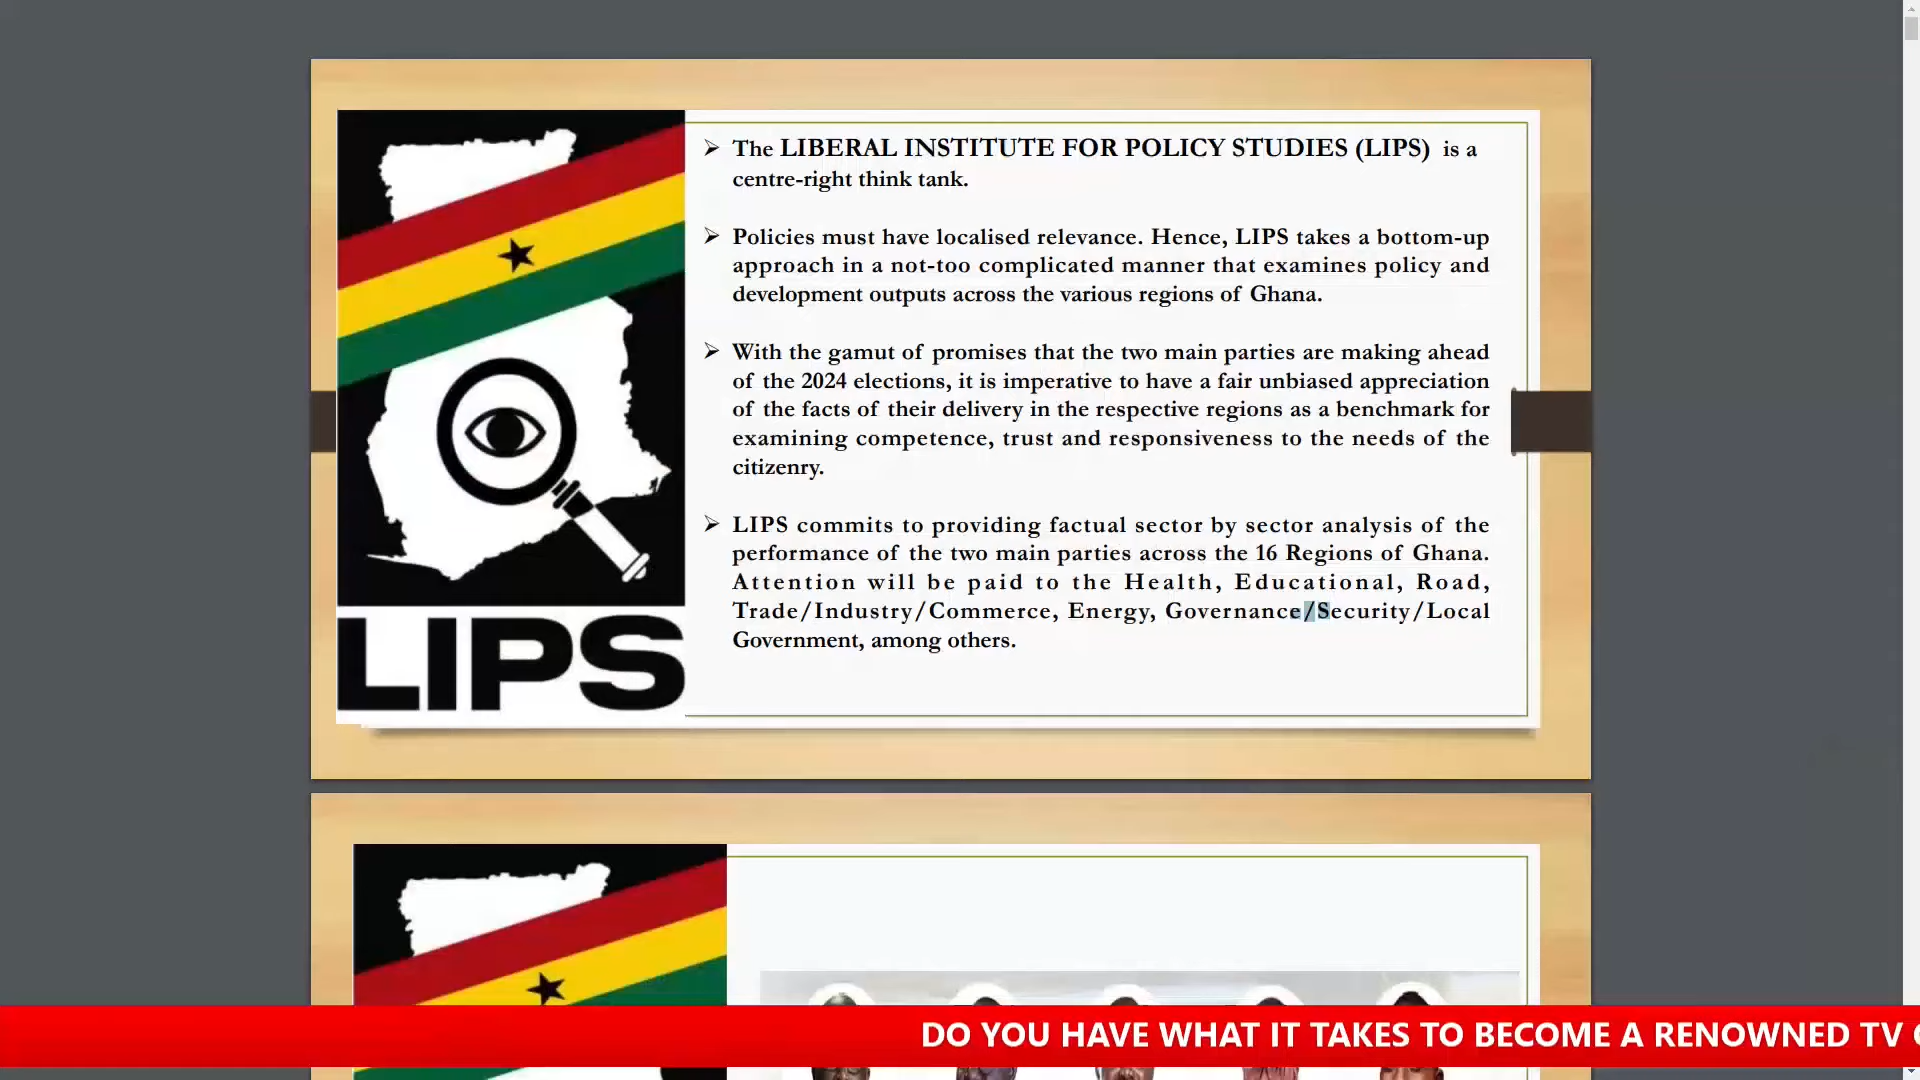 The LIBERAL INSTITUTE FOR POLICY STUDIES (LIPS) is a
centre-right think tank.
Policies must have localised relevance. Hence, LIPS takes a bottom-up
approach in a not-too complicated manner that examines policy and
development outputs across the various regions of Ghana.
With the gamut of promises that the two main parties are making ahead
of the 2024 elections, it is imperative to have a fair unbiased appreciation
of the facts of their delivery in the respective regions as a benchmark for
examining competence, trust and responsiveness to the needs of the
citizenry.
LIPS commits to providing factual sector by sector analysis of the
performance of the two main parties across the 16 Regions of Ghana.
Attention will be paid to the Health, Educational, Road,
Trade/Industry/Commerce, Energy, Governance/Security/Local
Government, among others.
LIPS
DO YOU HAVE WHAT IT TAKES TO BECOME A RENOWNED TV